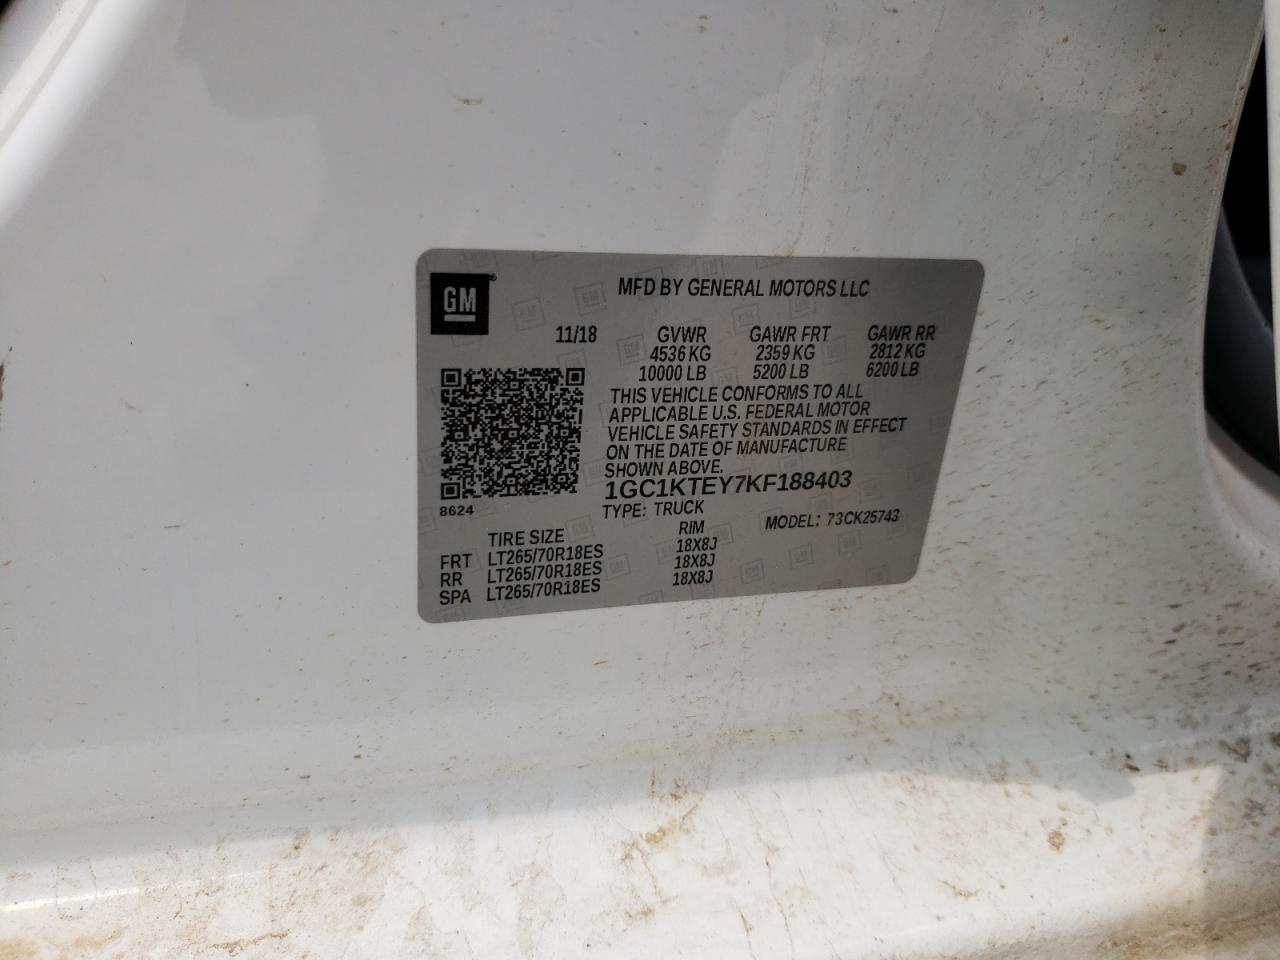 GM
MFD BY GENERAL MOTORS LLC
11/18 GVWR GAWR FRT GAWR RR
4536 KG 2359 KG 2812 KG
10000 LB 5200 LB 6200 LB
THIS VEHICLE CONFORMS TO ALL
APPLICABLE U.S. FEDERAL MOTOR
VEHICLE SAFETY STANDARDS IN EFFECT
ON THE DATE OF MANUFACTURE
SHOWN ABOVE.
1GC1KTEY7KF188403
8624
TYPE: TRUCK MODEL: 73CK25743
TIRE SIZE RIM
FRT LT265/70R18ES 18X8J
RR LT265/70R18ES 18X8J
SPA LT265/70R18ES 18X8J